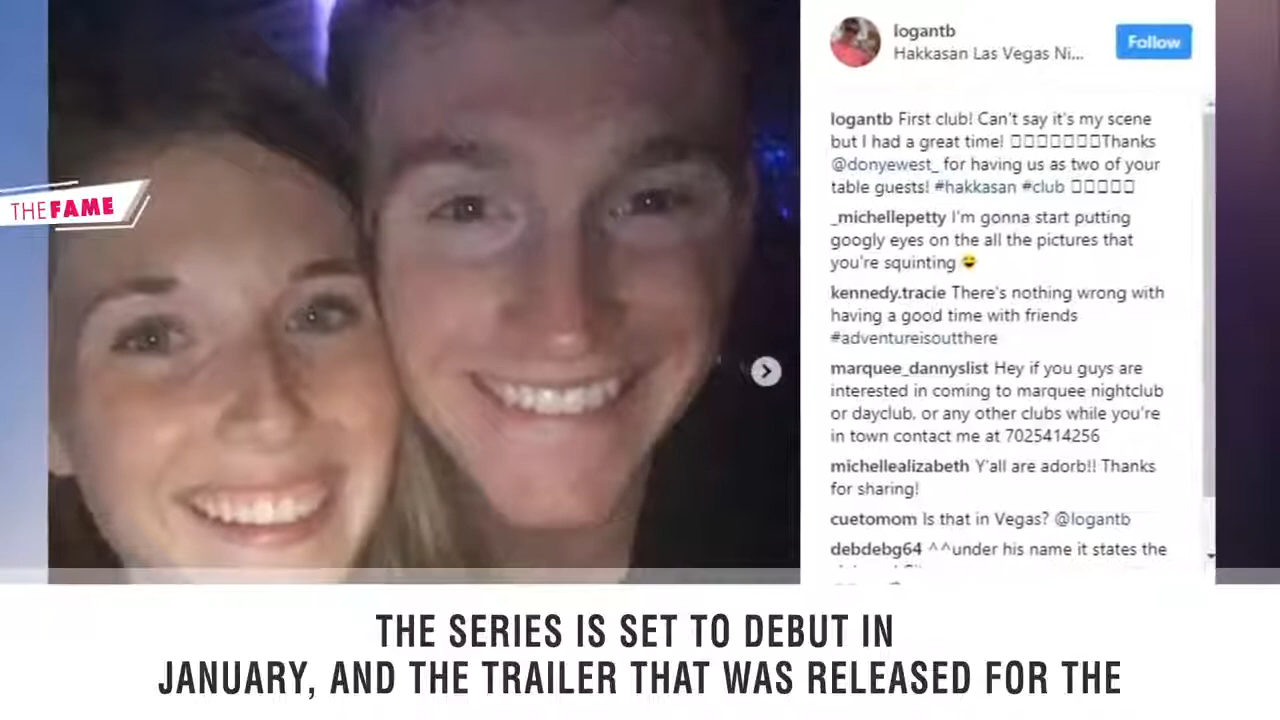 THE FAME
logantb
Hakkasan Las Vegas Ni...
Follow
logantb First club! Can't say it's my scene
but I had a great time! Thanks
@donyewest_ for having us as two of your
table guests! #hakkasan #club
_michellepetty I'm gonna start putting
googly eyes on the all the pictures that
you're squinting 😄
kennedy.tracie There's nothing wrong with
having a good time with friends
#adventureisoutthere
marquee_dannyslist Hey if you guys are
interested in coming to marquee nightclub
or dayclub, or any other clubs while you're
in town contact me at 7025414256
michellealizabeth Y'all are adorb!! Thanks
for sharing!
cuetomom Is that in Vegas? @logantb
debdebg64 ^^under his name it states the
THE SERIES IS SET TO DEBUT IN
JANUARY, AND THE TRAILER THAT WAS RELEASED FOR THE